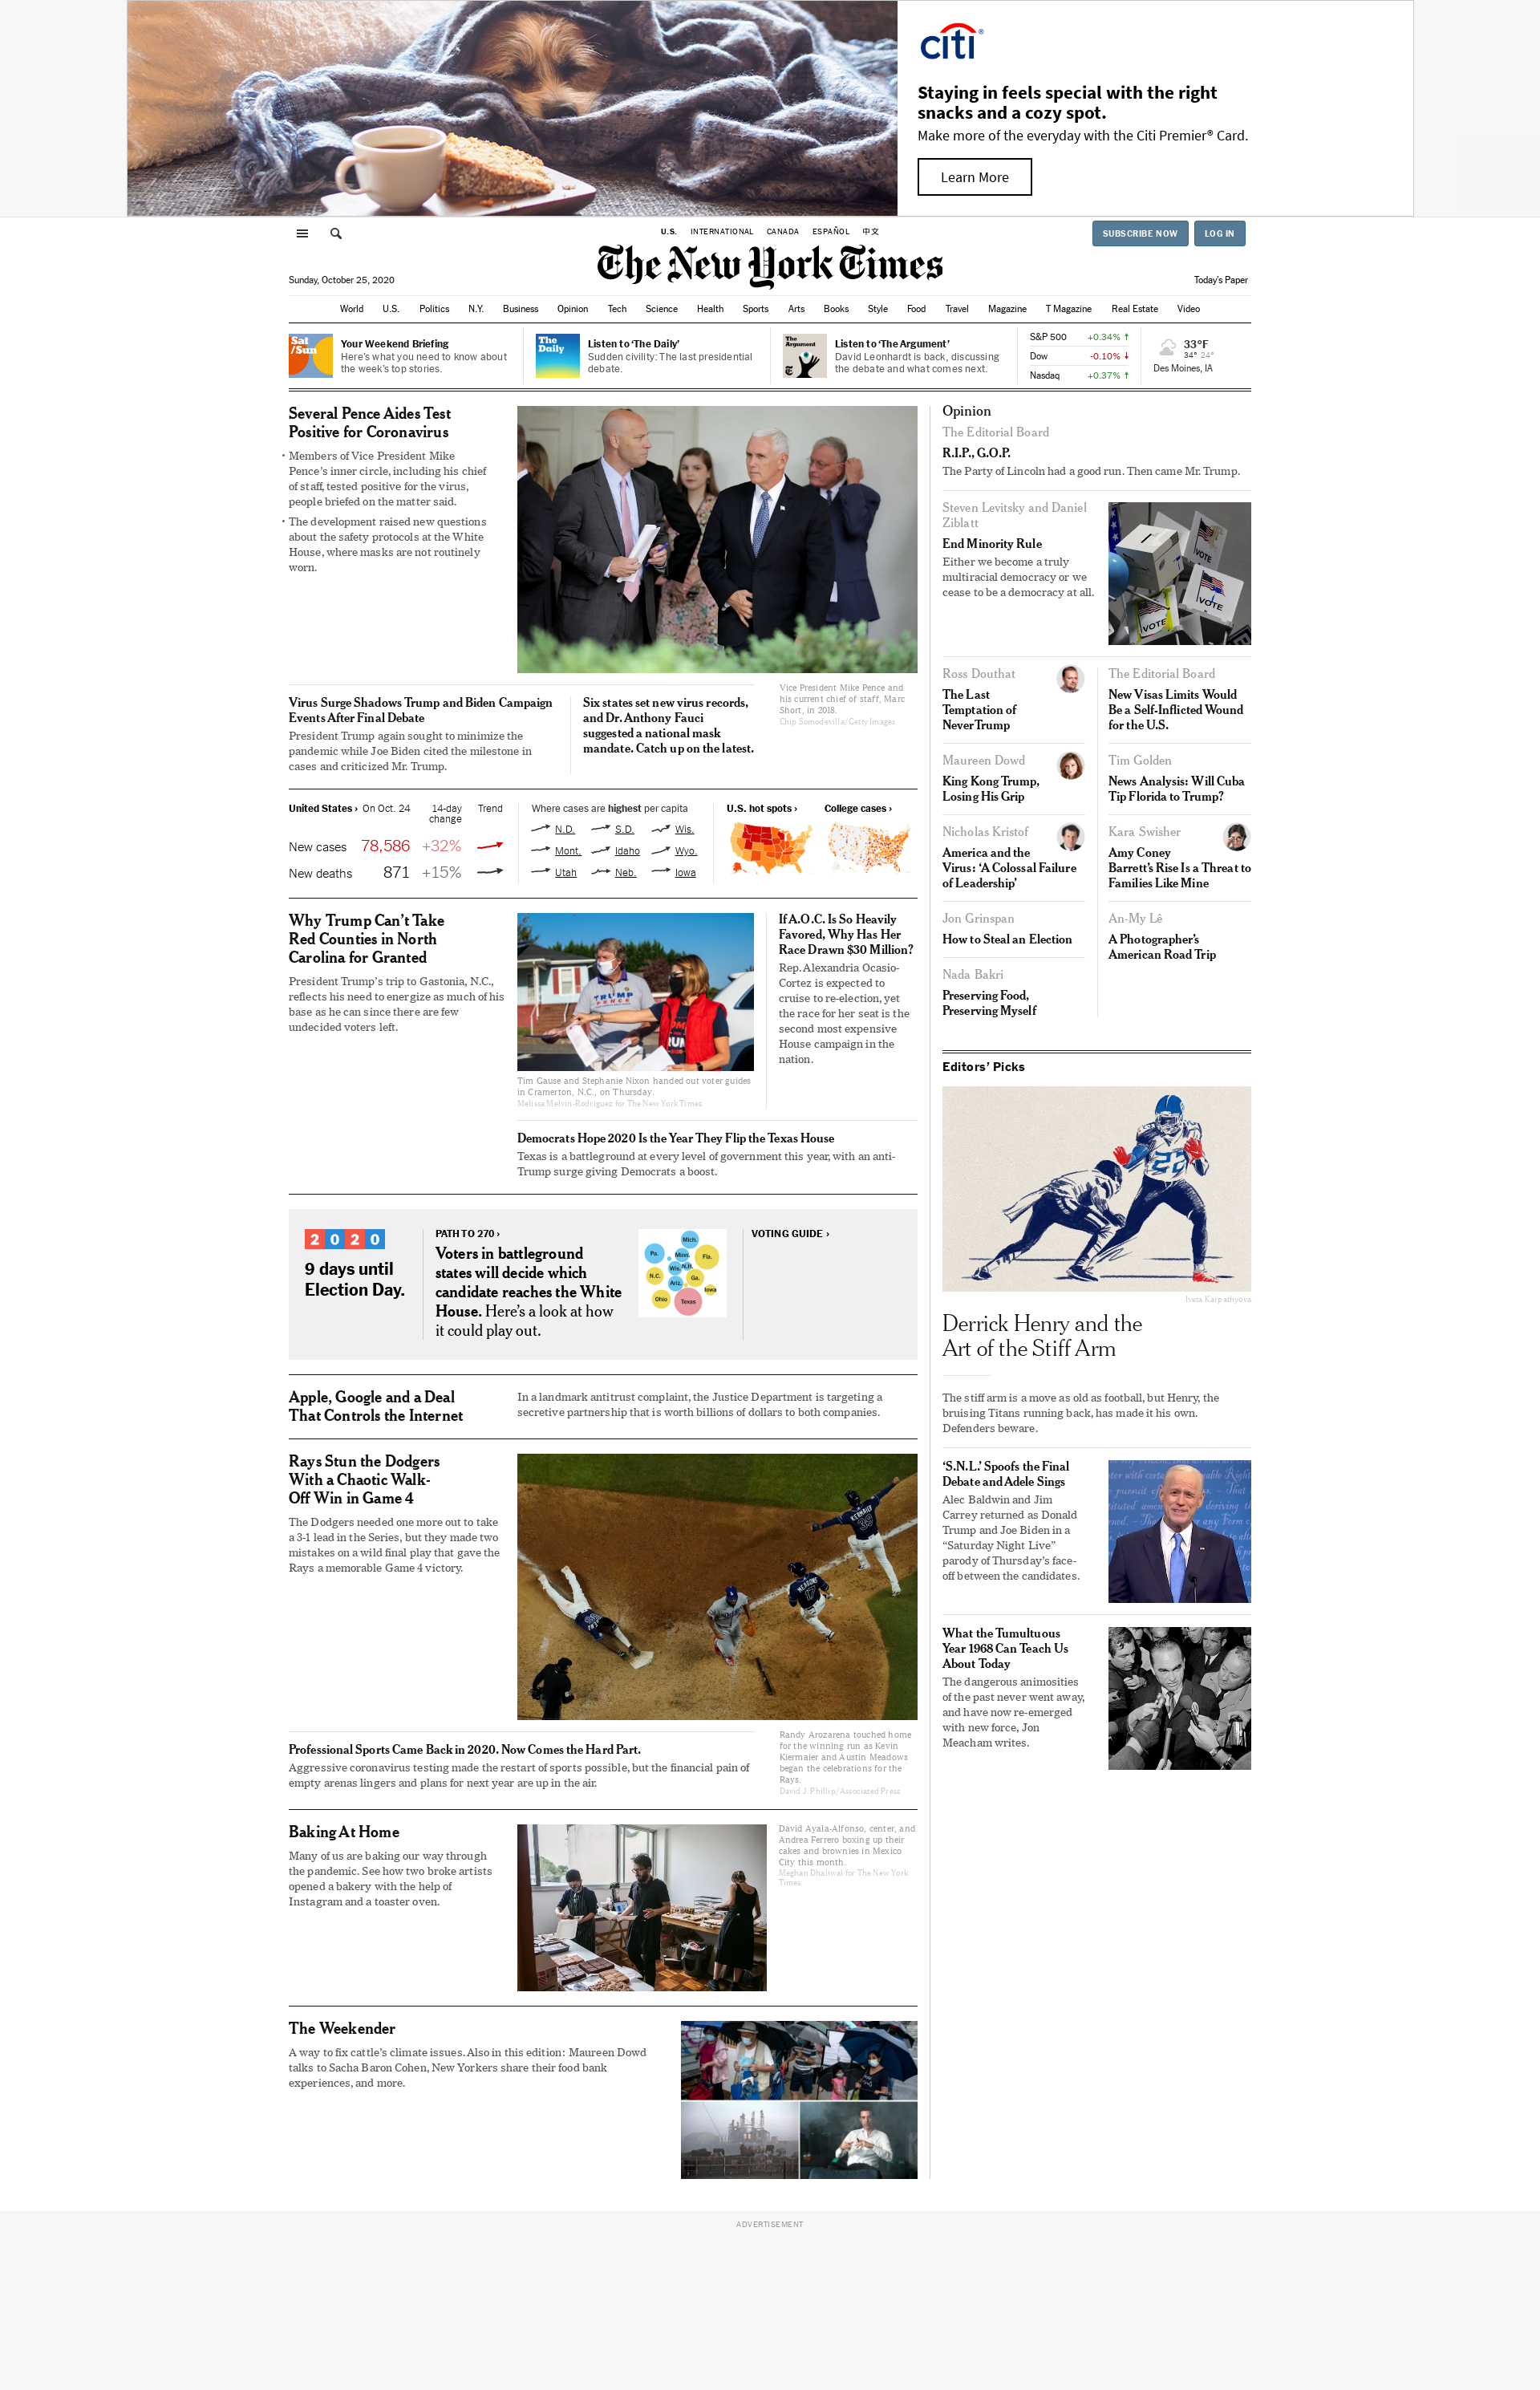 citi®
Staying in feels special with the right
snacks and a cozy spot.
Make more of the everyday with the Citi Premier® Card.
Learn More
U.S. INTERNATIONAL CANADA ESPAÑOL 中文
SUBSCRIBE NOW LOG IN
The New York Times
Sunday, October 25, 2020
Today's Paper
World U.S. Politics N.Y. Business Opinion Tech Science Health Sports Arts Books Style Food Travel Magazine T Magazine Real Estate Video
Sat/Sun
Your Weekend Briefing
Here's what you need to know about
the week's top stories.
The Daily
Listen to 'The Daily'
Sudden civility: The last presidential
debate.
The Argument
Listen to 'The Argument'
David Leonhardt is back, discussing
the debate and what comes next.
S&P 500 +0.34% ↑
Dow -0.10% ↓
Nasdaq +0.37% ↑
33°F
34° 24°
Des Moines, IA
Several Pence Aides Test
Positive for Coronavirus
• Members of Vice President Mike
Pence's inner circle, including his chief
of staff, tested positive for the virus,
people briefed on the matter said.
• The development raised new questions
about the safety protocols at the White
House, where masks are not routinely
worn.
Vice President Mike Pence and
his current chief of staff, Marc
Short, in 2018.
Chip Somodevilla/Getty Images
Virus Surge Shadows Trump and Biden Campaign
Events After Final Debate
President Trump again sought to minimize the
pandemic while Joe Biden cited the milestone in
cases and criticized Mr. Trump.
Six states set new virus records,
and Dr. Anthony Fauci
suggested a national mask
mandate. Catch up on the latest.
United States › On Oct. 24 14-day change Trend
New cases 78,586 +32%
New deaths 871 +15%
Where cases are highest per capita
N.D. S.D. Wis.
Mont. Idaho Wyo.
Utah Neb. Iowa
U.S. hot spots ›
College cases ›
Why Trump Can't Take
Red Counties in North
Carolina for Granted
President Trump's trip to Gastonia, N.C.,
reflects his need to energize as much of his
base as he can since there are few
undecided voters left.
Tim Gause and Stephanie Nixon handed out voter guides
in Cramerton, N.C., on Thursday.
Melissa Melvin-Rodriguez for The New York Times
If A.O.C. Is So Heavily
Favored, Why Has Her
Race Drawn $30 Million?
Rep. Alexandria Ocasio-
Cortez is expected to
cruise to re-election, yet
the race for her seat is the
second most expensive
House campaign in the
nation.
Democrats Hope 2020 Is the Year They Flip the Texas House
Texas is a battleground at every level of government this year, with an anti-
Trump surge giving Democrats a boost.
2020
9 days until
Election Day.
PATH TO 270 ›
Voters in battleground
states will decide which
candidate reaches the White
House. Here's a look at how
it could play out.
Mich.
Pa. Minn. Fla.
Wis. N.H.
N.C. Ga.
Ariz. Iowa
Ohio Texas
VOTING GUIDE ›
Apple, Google and a Deal
That Controls the Internet
In a landmark antitrust complaint, the Justice Department is targeting a
secretive partnership that is worth billions of dollars to both companies.
Rays Stun the Dodgers
With a Chaotic Walk-
Off Win in Game 4
The Dodgers needed one more out to take
a 3-1 lead in the Series, but they made two
mistakes on a wild final play that gave the
Rays a memorable Game 4 victory.
Randy Arozarena touched home
for the winning run as Kevin
Kiermaier and Austin Meadows
began the celebrations for the
Rays.
David J. Phillip/Associated Press
Professional Sports Came Back in 2020. Now Comes the Hard Part.
Aggressive coronavirus testing made the restart of sports possible, but the financial pain of
empty arenas lingers and plans for next year are up in the air.
Baking At Home
Many of us are baking our way through
the pandemic. See how two broke artists
opened a bakery with the help of
Instagram and a toaster oven.
David Ayala-Alfonso, center, and
Andrea Ferrero boxing up their
cakes and brownies in Mexico
City this month.
Meghan Dhaliwal for The New York
Times
The Weekender
A way to fix cattle's climate issues. Also in this edition: Maureen Dowd
talks to Sacha Baron Cohen, New Yorkers share their food bank
experiences, and more.
Opinion
The Editorial Board
R.I.P., G.O.P.
The Party of Lincoln had a good run. Then came Mr. Trump.
Steven Levitsky and Daniel
Ziblatt
End Minority Rule
Either we become a truly
multiracial democracy or we
cease to be a democracy at all.
VOTE
VOTE
VOTE
Ross Douthat
The Last
Temptation of
NeverTrump
Maureen Dowd
King Kong Trump,
Losing His Grip
Nicholas Kristof
America and the
Virus: 'A Colossal Failure
of Leadership'
Jon Grinspan
How to Steal an Election
Nada Bakri
Preserving Food,
Preserving Myself
The Editorial Board
New Visas Limits Would
Be a Self-Inflicted Wound
for the U.S.
Tim Golden
News Analysis: Will Cuba
Tip Florida to Trump?
Kara Swisher
Amy Coney
Barrett's Rise Is a Threat to
Families Like Mine
An-My Lê
A Photographer's
American Road Trip
Editors' Picks
22
Iveta Karpathyova
Derrick Henry and the
Art of the Stiff Arm
The stiff arm is a move as old as football, but Henry, the
bruising Titans running back, has made it his own.
Defenders beware.
'S.N.L.' Spoofs the Final
Debate and Adele Sings
Alec Baldwin and Jim
Carrey returned as Donald
Trump and Joe Biden in a
"Saturday Night Live"
parody of Thursday's face-
off between the candidates.
What the Tumultuous
Year 1968 Can Teach Us
About Today
The dangerous animosities
of the past never went away,
and have now re-emerged
with new force, Jon
Meacham writes.
ADVERTISEMENT